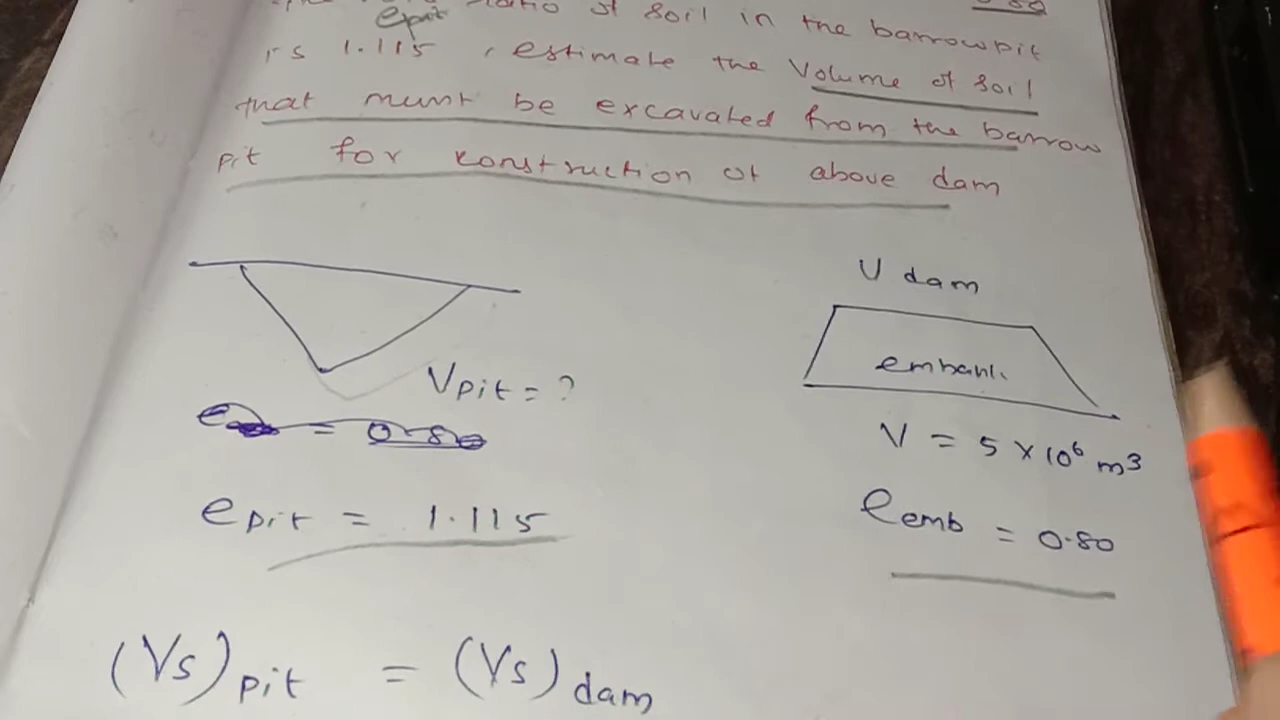 ratio of soil in the barrowpit
epit
is 1.115, estimate the Volume of soil
that must be excavated from the barrow
pit for construction of above dam
V dam
embank.
Vpit = ?
e = 0.80
V = 5 × 10⁶ m³
epit = 1.115
eemb = 0.80
(Vs)pit = (Vs)dam